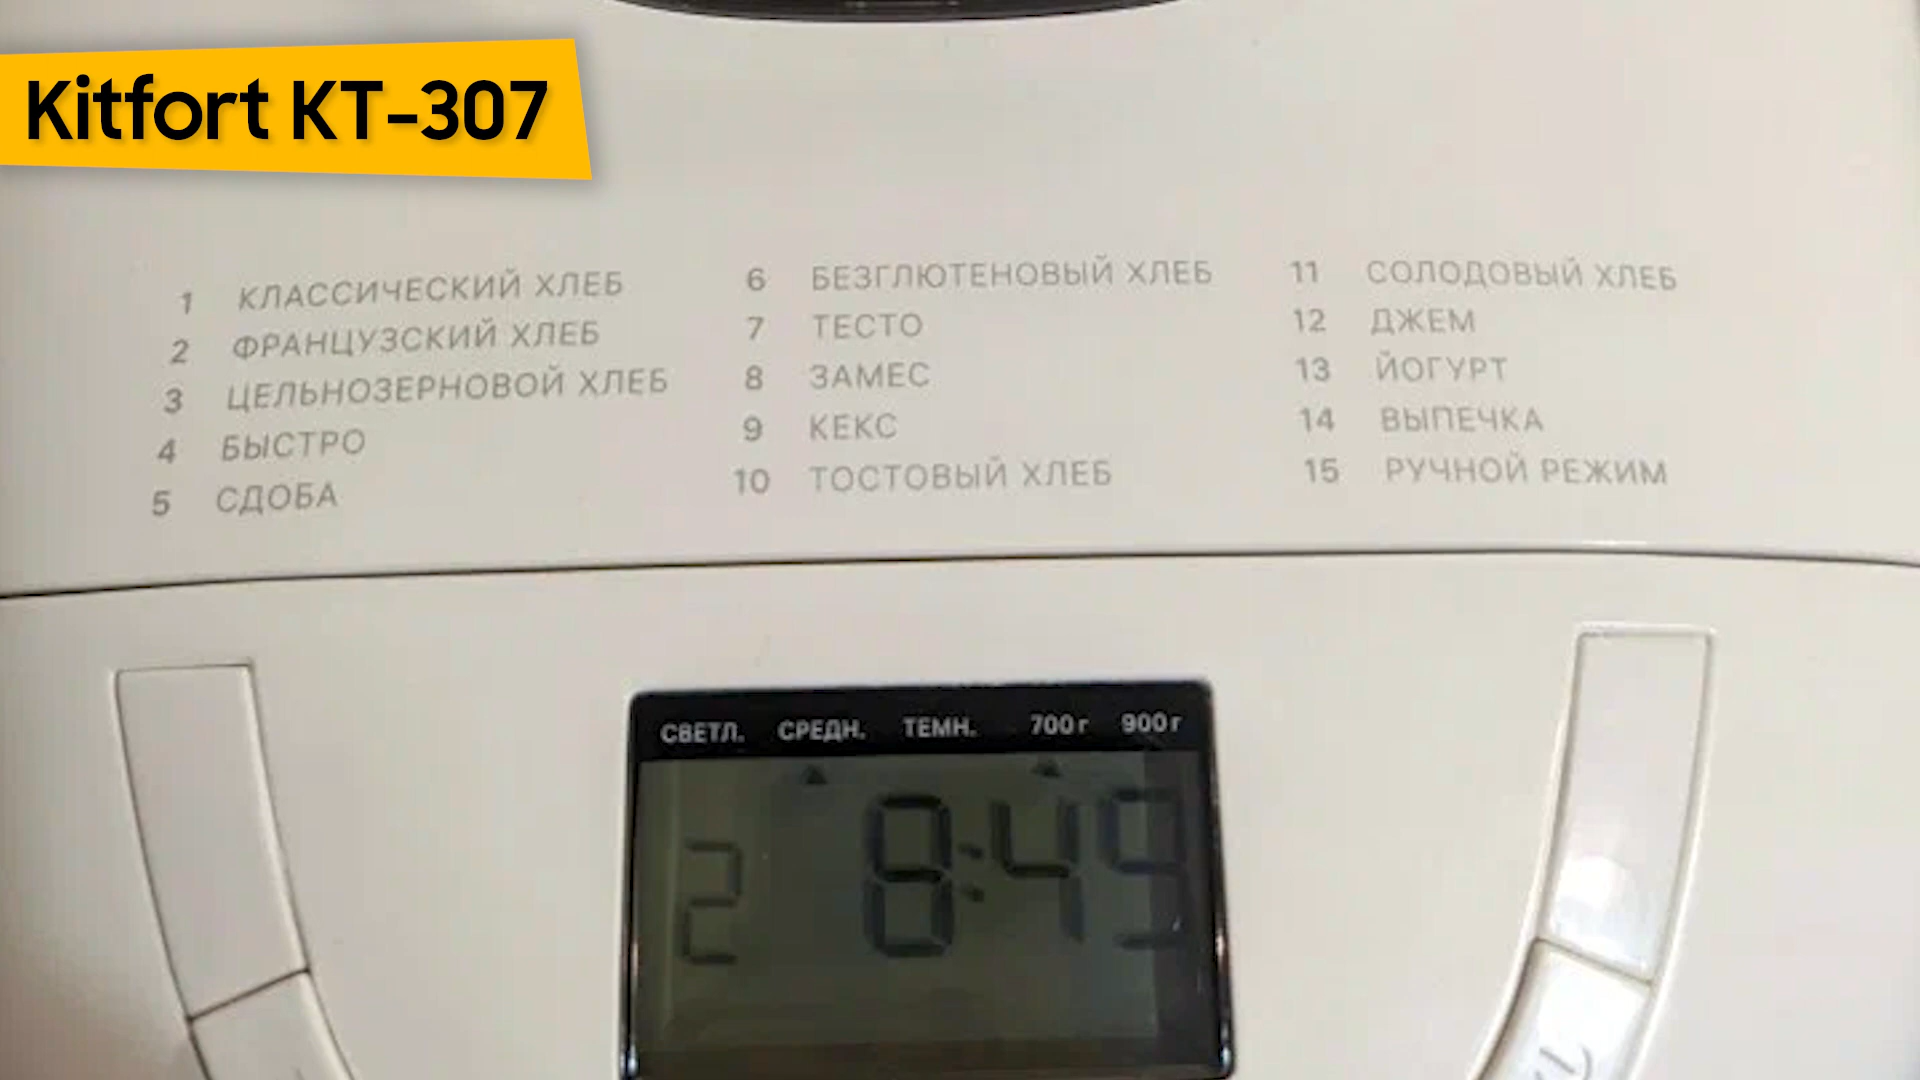 Kitfort KT-307
1 КЛАССИЧЕСКИЙ ХЛЕБ
2 ФРАНЦУЗСКИЙ ХЛЕБ
3 ЦЕЛЬНОЗЕРНОВОЙ ХЛЕБ
4 БЫСТРО
5 СДОБА
6 БЕЗГЛЮТЕНОВЫЙ ХЛЕБ
7 ТЕСТО
8 ЗАМЕС
9 КЕКС
10 ТОСТОВЫЙ ХЛЕБ
11 СОЛОДОВЫЙ ХЛЕБ
12 ДЖЕМ
13 ЙОГУРТ
14 ВЫПЕЧКА
15 РУЧНОЙ РЕЖИМ
СВЕТЛ. СРЕДН. ТЕМН. 700г 900г
2 8:49